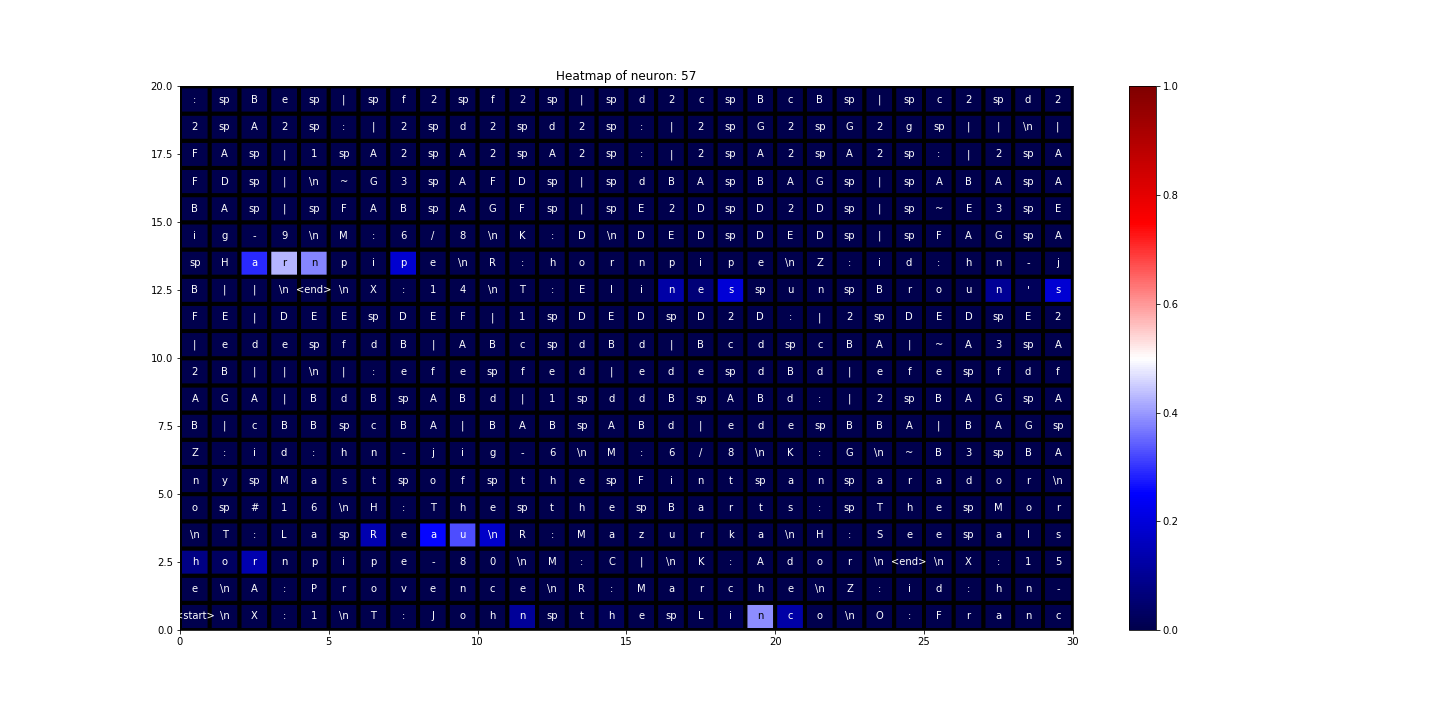 Heatmap of neuron: 57
20.0 : sp B e sp | sp f 2 sp f 2 sp | sp d 2 c sp B c B sp | sp c 2 sp d 2 1.0
2 sp A 2 sp : | 2 sp d 2 sp d 2 sp : | 2 sp G 2 sp G 2 g sp | | \n |
17.5 F A sp | 1 sp A 2 sp A 2 sp A 2 sp : | 2 sp A 2 sp A 2 sp : | 2 sp A
F D sp | \n ~ G 3 sp A F D sp | sp d B A sp B A G sp | sp A B A sp A 0.8
15.0 B A sp | sp F A B sp A G F sp | sp E 2 D sp D 2 D sp | sp ~ E 3 sp E
i g - 9 \n M : 6 / 8 \n K : D \n D E D sp D E D sp | sp F A G sp A
sp H a r n p i p e \n R : h o r n p i p e \n Z : i d : h n - j 0.6
12.5 B | | \n <end> \n X : 1 4 \n T : E l i n e s sp u n sp B r o u n ' s
F E | D E E sp D E F | 1 sp D E D sp D 2 D : | 2 sp D E D sp E 2
10.0 | e d e sp f d B | A B c sp d B d | B c d sp c B A | ~ A 3 sp A
2 B | | \n | : e f e sp f e d | e d e sp d B d | e f e sp f d f 0.4
A G A | B d B sp A B d | 1 sp d d B sp A B d : | 2 sp B A G sp A
7.5 B | c B B sp c B A | B A B sp A B d | e d e sp B B A | B A G sp
Z : i d : h n - j i g - 6 \n M : 6 / 8 \n K : G \n ~ B 3 sp B A
5.0 n y sp M a s t sp o f sp t h e sp F i n t sp a n sp a r a d o r \n
o sp # 1 6 \n H : T h e sp t h e sp B a r t s : sp T h e sp M o r 0.2
\n T : L a sp R e a u \n R : M a z u r k a \n H : S e e sp a l s
2.5 h o r n p i p e - 8 0 \n M : C | \n K : A d o r \n <end> \n X : 1 5
e \n A : P r o v e n c e \n R : M a r c h e \n Z : i d : h n -
<start> \n X : 1 \n T : J o h n sp t h e sp L i n c o \n O : F r a n c
0.0 0.0
0 5 10 15 20 25 30